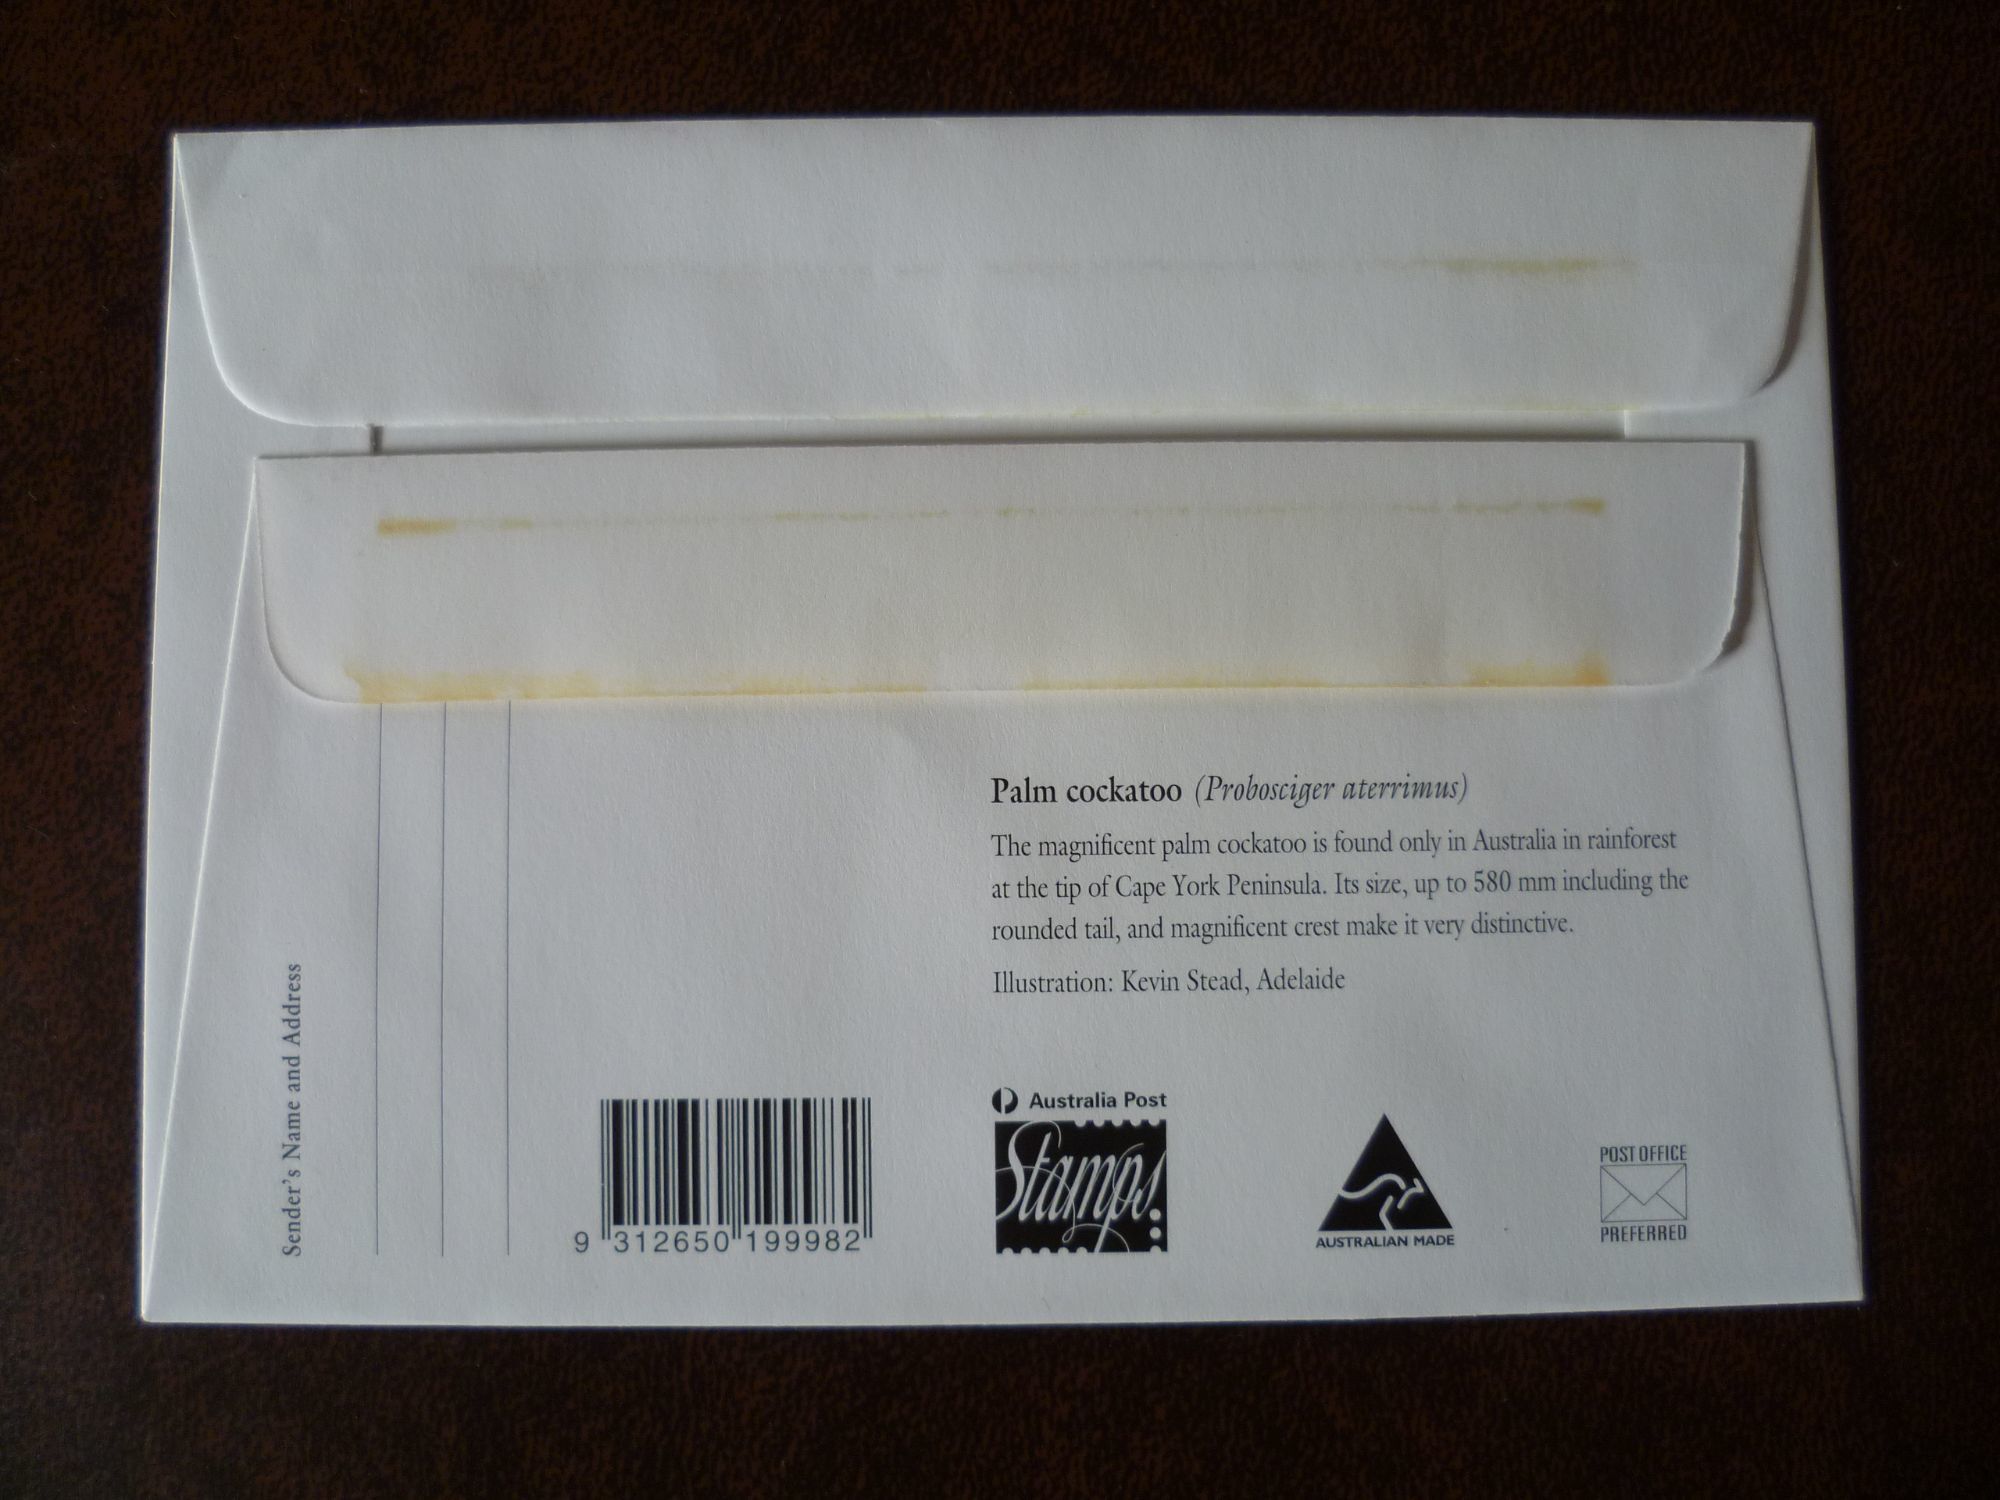 Palm cockatoo (Probosciger aterrimus)
The magnificent palm cockatoo is found only in Australia in rainforest
at the tip of Cape York Peninsula. Its size, up to 580 mm including the
rounded tail, and magnificent crest make it very distinctive.
Illustration: Kevin Stead, Adelaide
Sender's Name and Address
9 312650 199982
Australia Post
Stamps
AUSTRALIAN MADE
POST OFFICE
PREFERRED